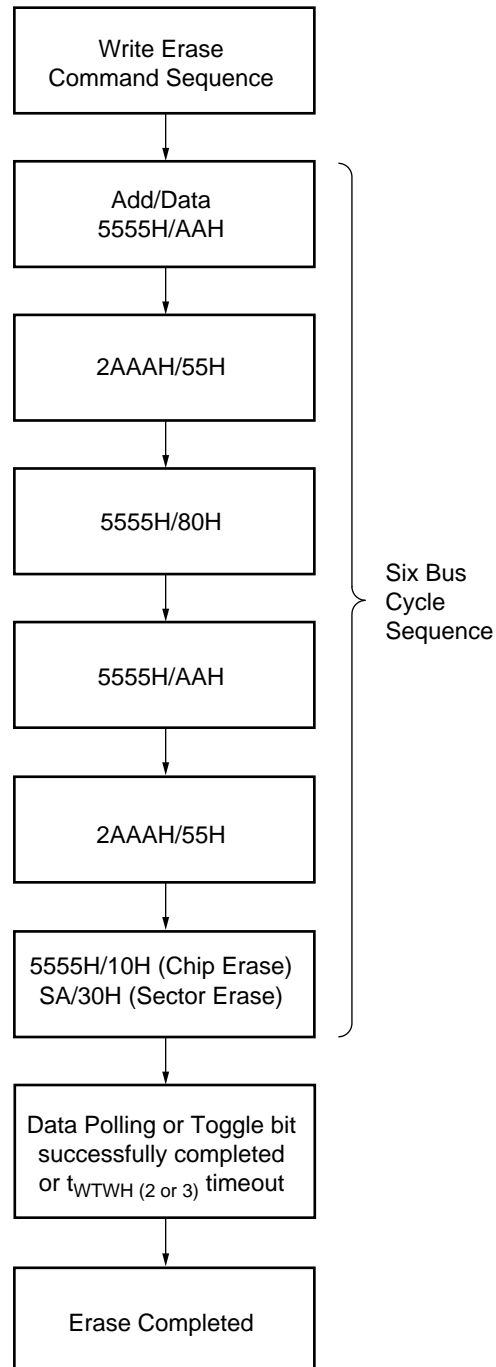 Write Erase
Command Sequence
Add/Data
5555H/AAH
2AAAH/55H
5555H/80H
5555H/AAH
2AAAH/55H
5555H/10H (Chip Erase)
SA/30H (Sector Erase)
Six Bus
Cycle
Sequence
Data Polling or Toggle bit
successfully completed
or tWTWH (2 or 3) timeout
Erase Completed